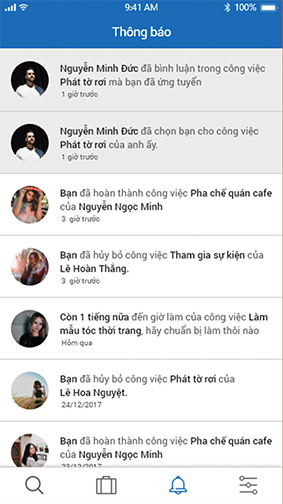 9:41 AM 100%
Thông báo
Nguyễn Minh Đức đã bình luận trong công việc
Phát tờ rơi mà bạn đã ứng tuyển
1 giờ trước
Nguyễn Minh Đức đã chọn bạn cho công việc
Phát tờ rơi của anh ấy.
1 giờ trước
Bạn đã hoàn thành công việc Pha chế quán cafe
của Nguyễn Ngọc Minh
3 giờ trước
Bạn đã hủy bỏ công việc Tham gia sự kiện của
Lê Hoàn Thắng.
3 giờ trước
Còn 1 tiếng nữa đến giờ làm của công việc Làm
mẫu tóc thời trang, hãy chuẩn bị làm thôi nào
Hôm qua
Bạn đã hủy bỏ công việc Phát tờ rơi của
Lê Hoa Nguyệt.
24/12/2017
Bạn đã hoàn thành công việc Pha chế quán cafe
của Nguyễn Ngọc Minh
23/12/2017